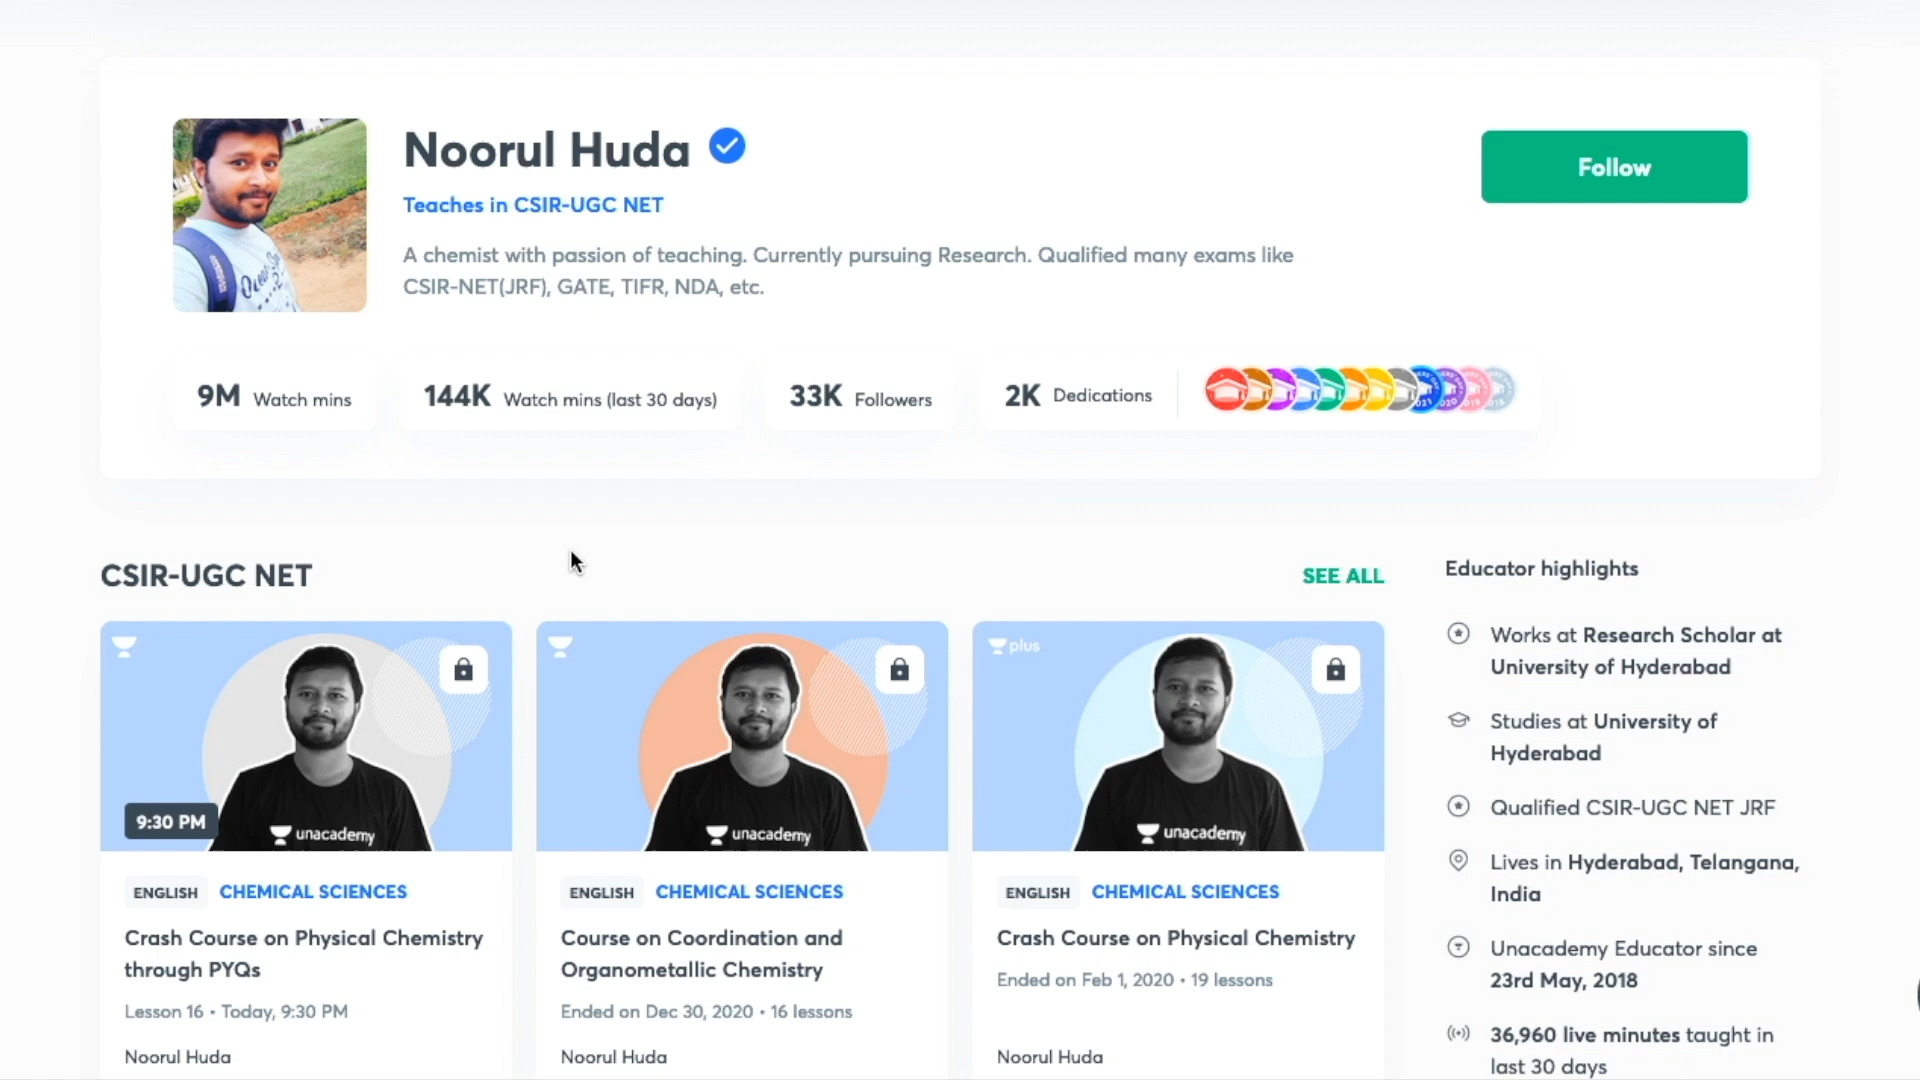 Noorul Huda
Follow
Teaches in CSIR-UGC NET
A chemist with passion of teaching. Currently pursuing Research. Qualified many exams like
CSIR-NET(JRF), GATE, TIFR, NDA, etc.
9M Watch mins
144K Watch mins (last 30 days)
33K Followers
2K Dedications
CSIR-UGC NET
SEE ALL
9:30 PM
unacademy
ENGLISH CHEMICAL SCIENCES
Crash Course on Physical Chemistry
through PYQs
Lesson 16 • Today, 9:30 PM
Noorul Huda
unacademy
ENGLISH CHEMICAL SCIENCES
Course on Coordination and
Organometallic Chemistry
Ended on Dec 30, 2020 • 16 lessons
Noorul Huda
plus
unacademy
ENGLISH CHEMICAL SCIENCES
Crash Course on Physical Chemistry
Ended on Feb 1, 2020 • 19 lessons
Noorul Huda
Educator highlights
Works at Research Scholar at
University of Hyderabad
Studies at University of
Hyderabad
Qualified CSIR-UGC NET JRF
Lives in Hyderabad, Telangana,
India
Unacademy Educator since
23rd May, 2018
36,960 live minutes taught in
last 30 days